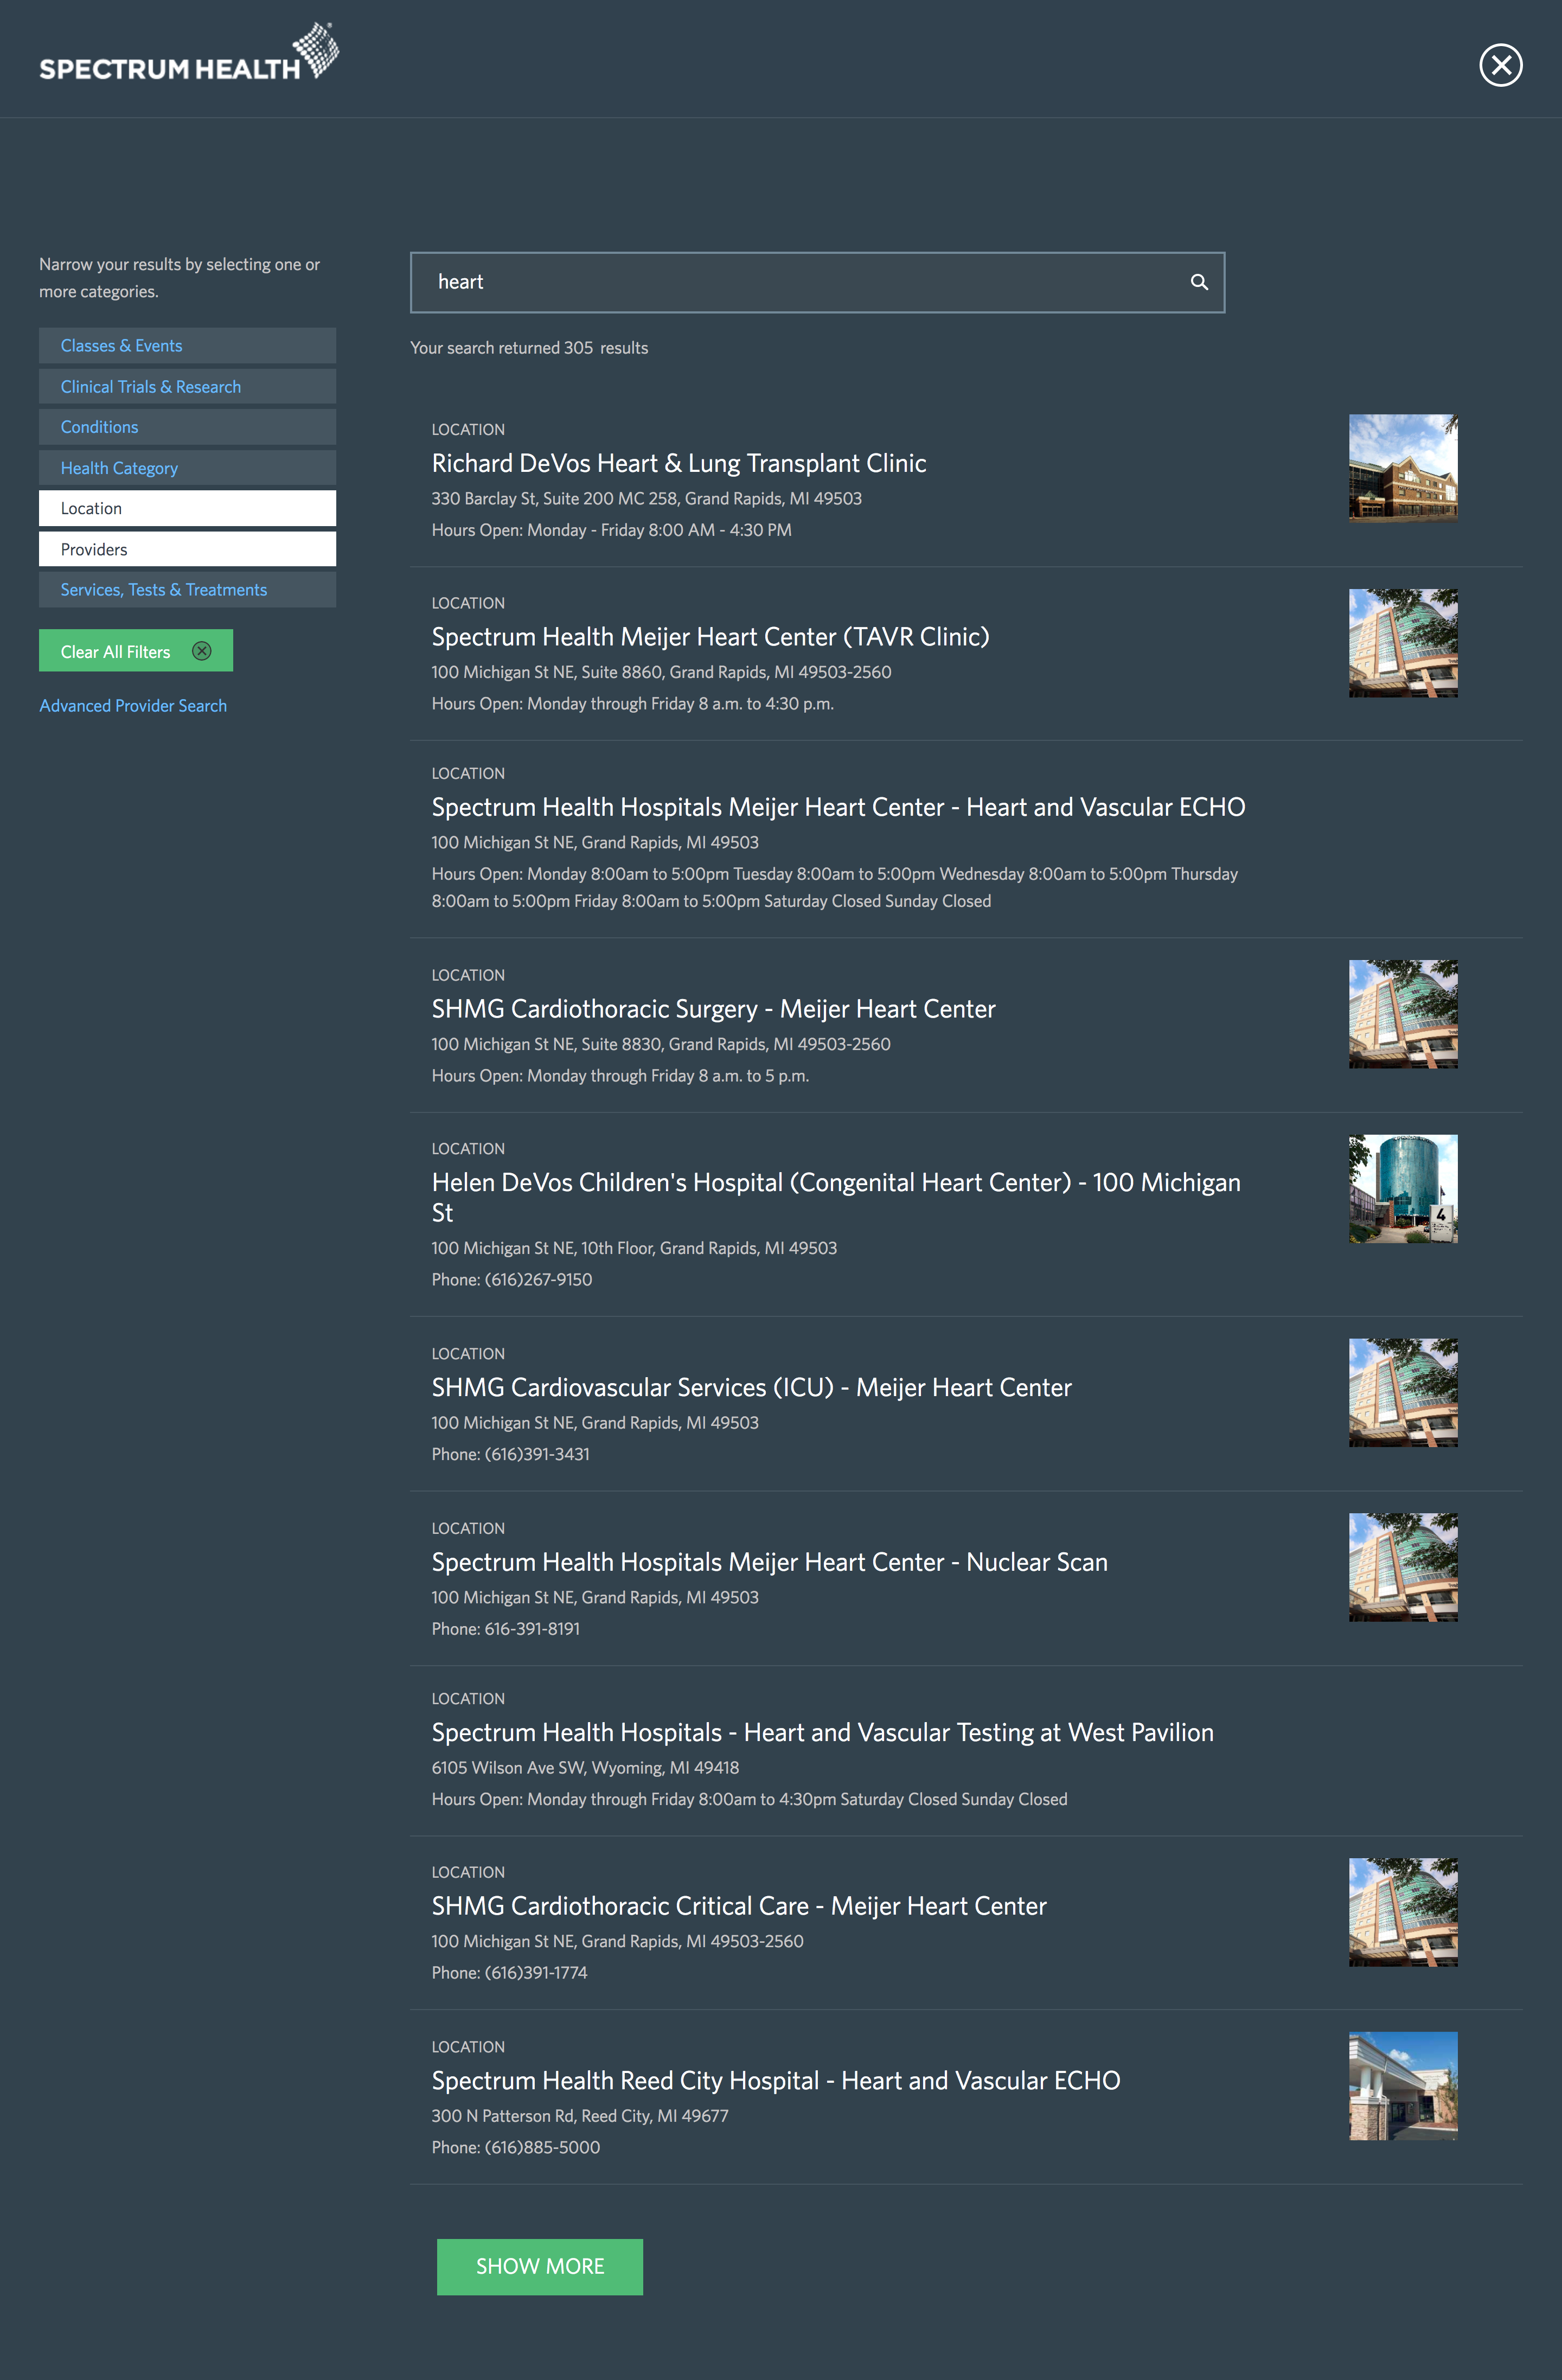 SPECTRUM HEALTH
Narrow your results by selecting one or
more categories.
Classes & Events
Clinical Trials & Research
Conditions
Health Category
Location
Providers
Services, Tests & Treatments
Clear All Filters
Advanced Provider Search
heart
Your search returned 305 results
LOCATION
Richard DeVos Heart & Lung Transplant Clinic
330 Barclay St, Suite 200 MC 258, Grand Rapids, MI 49503
Hours Open: Monday - Friday 8:00 AM - 4:30 PM
LOCATION
Spectrum Health Meijer Heart Center (TAVR Clinic)
100 Michigan St NE, Suite 8860, Grand Rapids, MI 49503-2560
Hours Open: Monday through Friday 8 a.m. to 4:30 p.m.
LOCATION
Spectrum Health Hospitals Meijer Heart Center - Heart and Vascular ECHO
100 Michigan St NE, Grand Rapids, MI 49503
Hours Open: Monday 8:00am to 5:00pm Tuesday 8:00am to 5:00pm Wednesday 8:00am to 5:00pm Thursday
8:00am to 5:00pm Friday 8:00am to 5:00pm Saturday Closed Sunday Closed
LOCATION
SHMG Cardiothoracic Surgery - Meijer Heart Center
100 Michigan St NE, Suite 8830, Grand Rapids, MI 49503-2560
Hours Open: Monday through Friday 8 a.m. to 5 p.m.
LOCATION
Helen DeVos Children's Hospital (Congenital Heart Center) - 100 Michigan
St
100 Michigan St NE, 10th Floor, Grand Rapids, MI 49503
Phone: (616)267-9150
4
LOCATION
SHMG Cardiovascular Services (ICU) - Meijer Heart Center
100 Michigan St NE, Grand Rapids, MI 49503
Phone: (616)391-3431
LOCATION
Spectrum Health Hospitals Meijer Heart Center - Nuclear Scan
100 Michigan St NE, Grand Rapids, MI 49503
Phone: 616-391-8191
LOCATION
Spectrum Health Hospitals - Heart and Vascular Testing at West Pavilion
6105 Wilson Ave SW, Wyoming, MI 49418
Hours Open: Monday through Friday 8:00am to 4:30pm Saturday Closed Sunday Closed
LOCATION
SHMG Cardiothoracic Critical Care - Meijer Heart Center
100 Michigan St NE, Grand Rapids, MI 49503-2560
Phone: (616)391-1774
LOCATION
Spectrum Health Reed City Hospital - Heart and Vascular ECHO
300 N Patterson Rd, Reed City, MI 49677
Phone: (616)885-5000
SHOW MORE